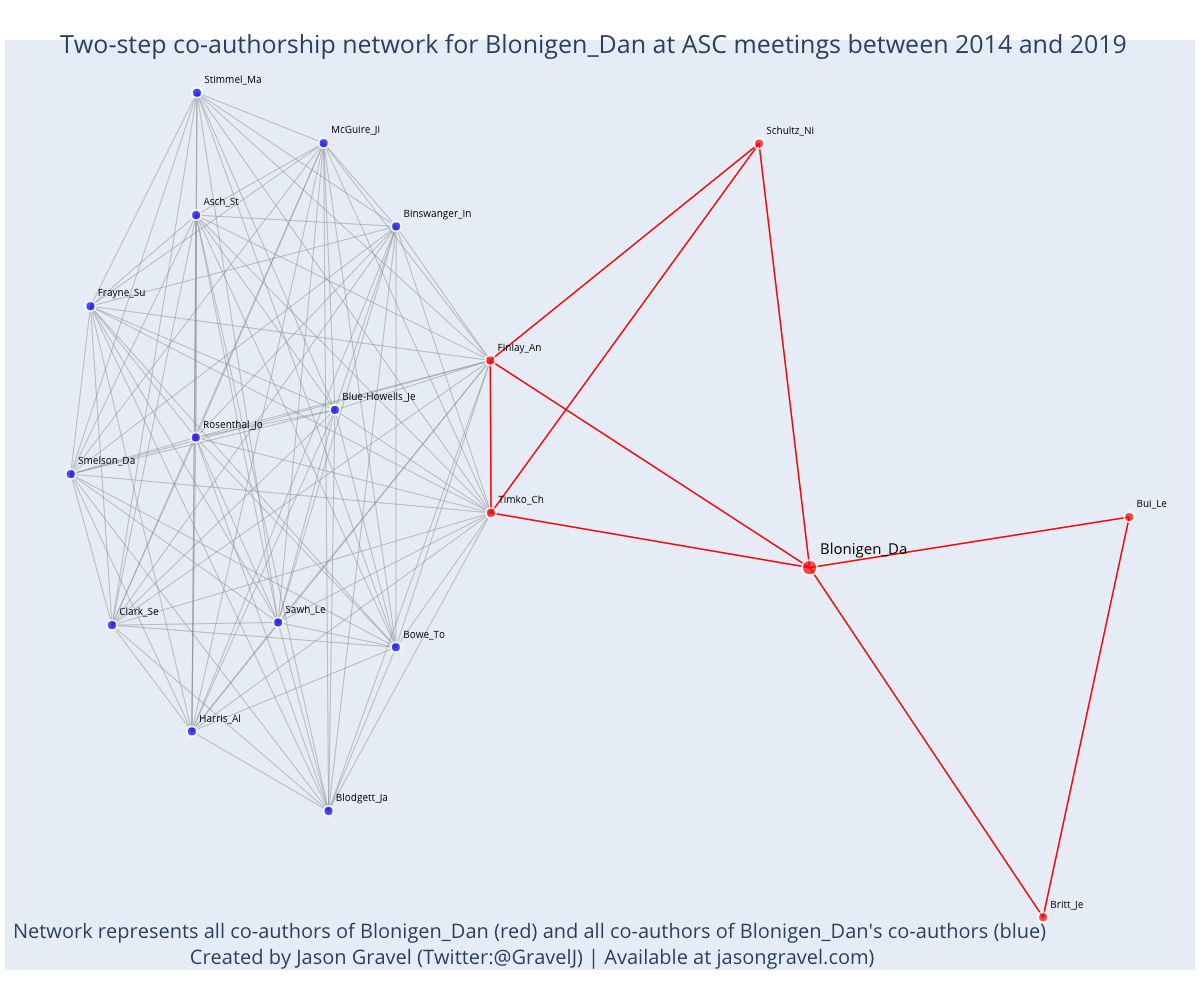 Two-step co-authorship network for Blonigen_Dan at ASC meetings between 2014 and 2019
Stimmel_Ma
McGuire_Ji
Schultz_Ni
Asch_St
BInswanger_In
Frayne_Su
Finlay_An
Blue-Howells_Je
Rosenthal_Jo
Smelson_Da
Timko_Ch
Bui_Le
Blonigen_Da
Clark_Se
Sawh_Le
Bowe_To
Harris_Al
Blodgett_Ja
Britt_Je
Network represents all co-authors of Blonigen_Dan (red) and all co-authors of Blonigen_Dan's co-authors (blue)
Created by Jason Gravel (Twitter:@GravelJ) | Available at jasongravel.com)